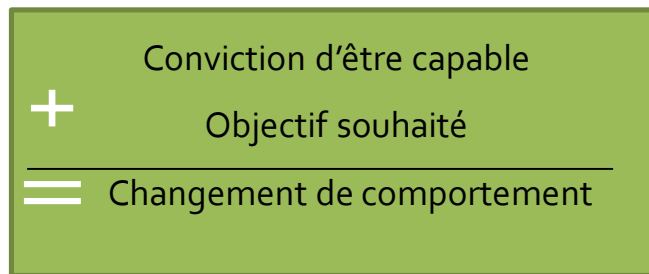 Conviction d'être capable
+ Objectif souhaité
= Changement de comportement